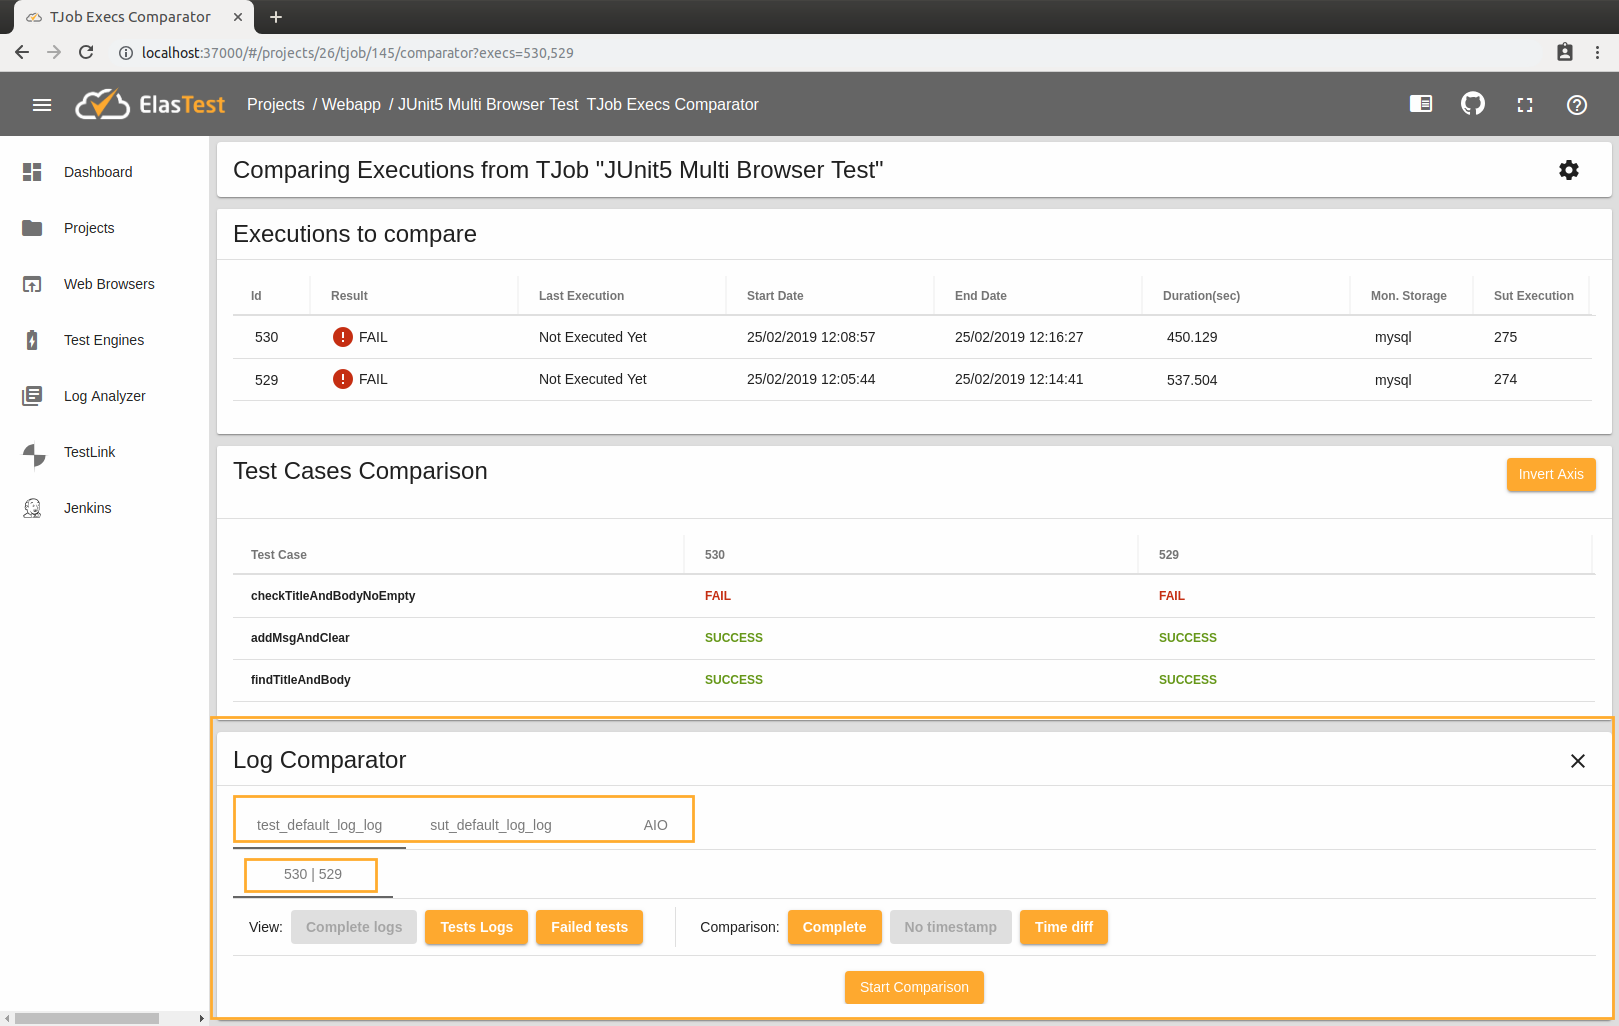 TJob Execs Comparator
localhost:37000/#/projects/26/tjob/145/comparator?execs=530,529
ElasTest
Projects / Webapp / JUnit5 Multi Browser Test TJob Execs Comparator
Dashboard
Projects
Web Browsers
Test Engines
Log Analyzer
TestLink
Jenkins
Comparing Executions from TJob "JUnit5 Multi Browser Test"
Executions to compare
Id Result Last Execution Start Date End Date Duration(sec) Mon. Storage Sut Execution
530 FAIL Not Executed Yet 25/02/2019 12:08:57 25/02/2019 12:16:27 450.129 mysql 275
529 FAIL Not Executed Yet 25/02/2019 12:05:44 25/02/2019 12:14:41 537.504 mysql 274
Test Cases Comparison
Invert Axis
Test Case 530 529
checkTitleAndBodyNoEmpty FAIL FAIL
addMsgAndClear SUCCESS SUCCESS
findTitleAndBody SUCCESS SUCCESS
Log Comparator
test_default_log_log sut_default_log_log AIO
530 | 529
View: Complete logs Tests Logs Failed tests Comparison: Complete No timestamp Time diff
Start Comparison